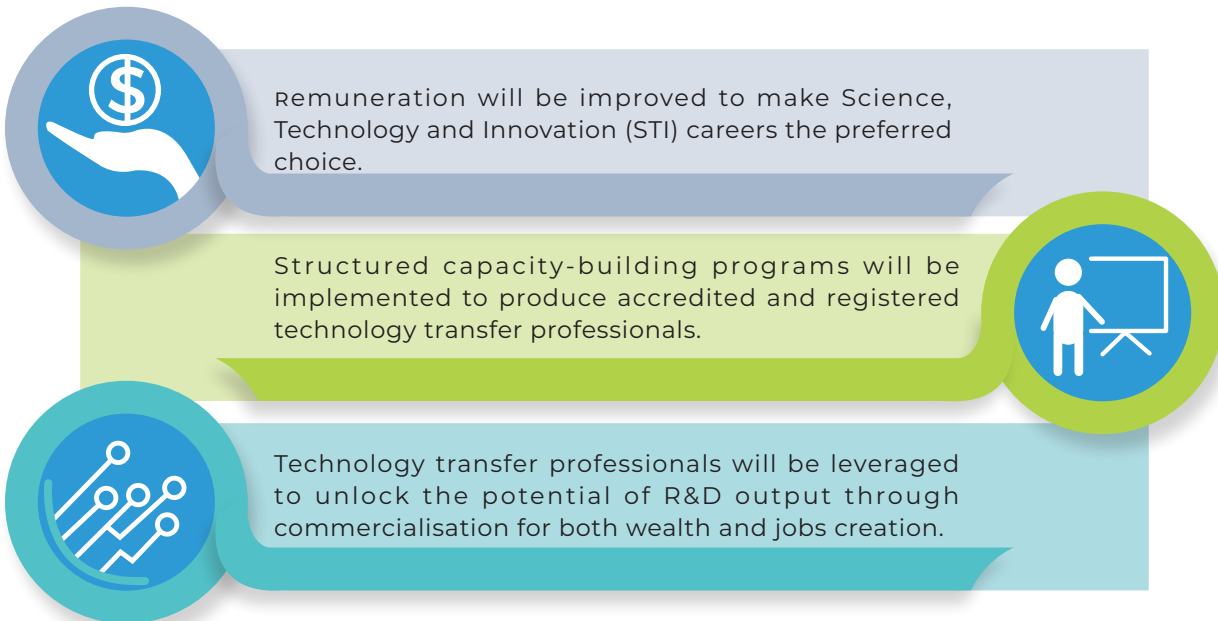 Remuneration will be improved to make Science,
Technology and Innovation (STI) careers the preferred
choice.
Structured capacity-building programs will be
implemented to produce accredited and registered
technology transfer professionals.
Technology transfer professionals will be leveraged
to unlock the potential of R&D output through
commercialisation for both wealth and jobs creation.